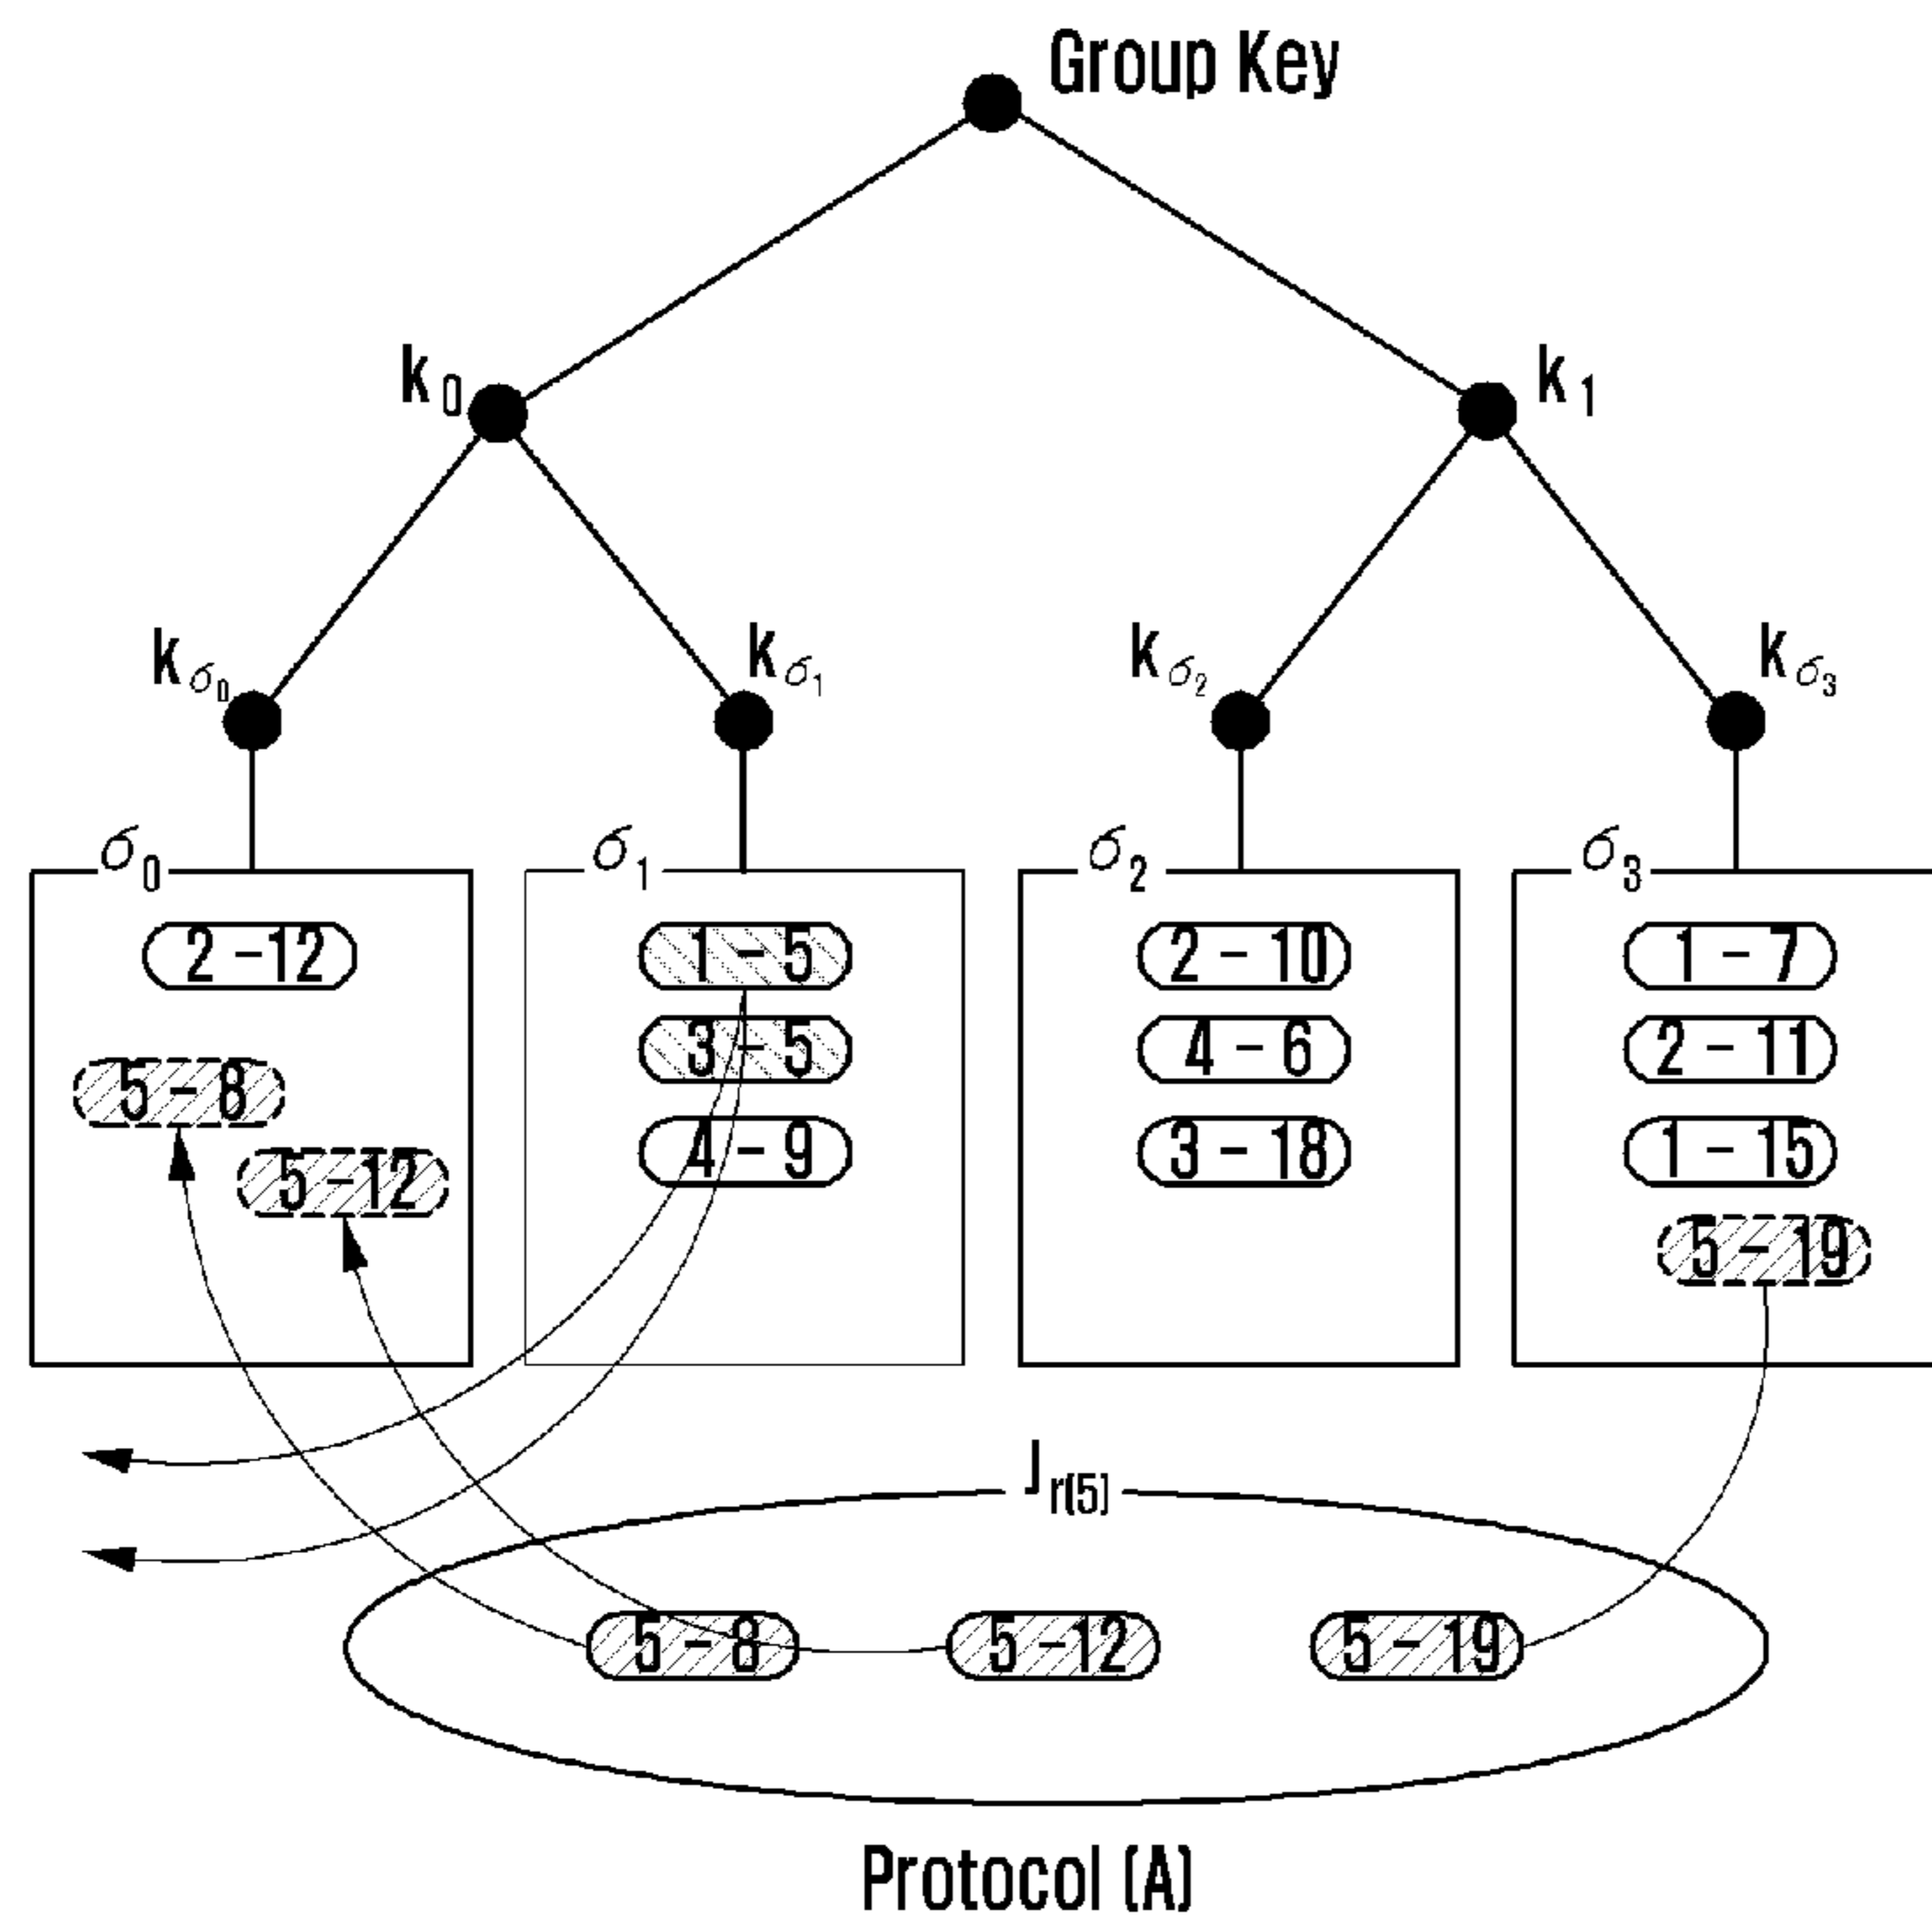 Group Key
k0 k1
kσ0 kσ1 kσ2 kσ3
σ0 σ1 σ2 σ3
2 – 12 1 – 5 2 – 10 1 – 7
5 – 8 3 – 5 4 – 6 2 – 11
5 – 12 4 – 9 3 – 18 1 – 15
5 – 19
Jr(5)
5 – 8 5 – 12 5 – 19
Protocol (A)